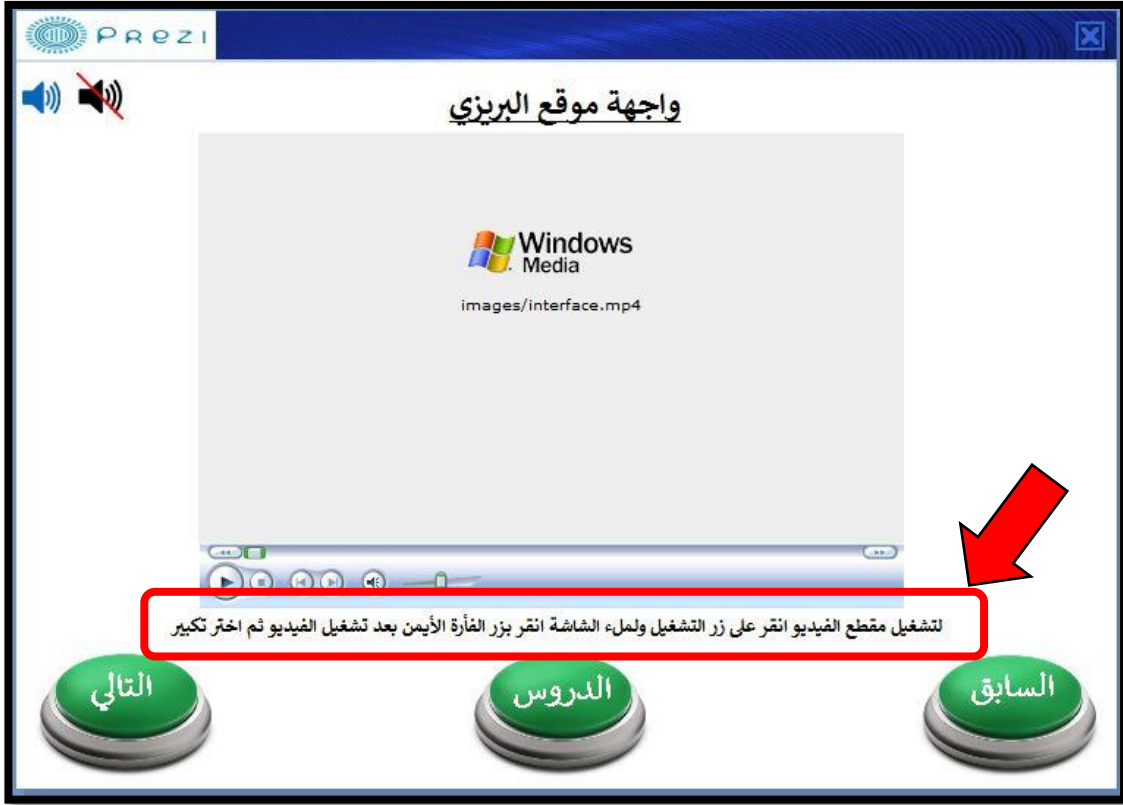 PREZI
واجهة موقع البريزي
Windows
Media
images/interface.mp4
لتشغيل مقطع الفيديو انقر على زر التشغيل ولملء الشاشة انقر بزر الفأرة الأيمن بعد تشغيل الفيديو ثم اختر تكبير
السابق
الدروس
التالي